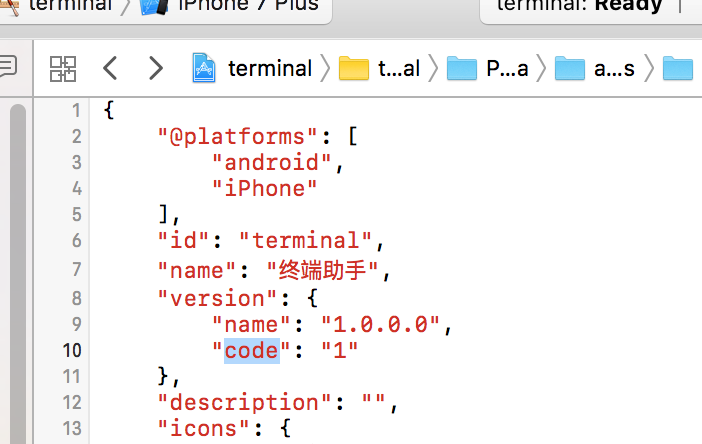 terminal iPhone 7 Plus terminal: Ready
terminal t...al P...a a...s
1 {
2 "@platforms": [
3 "android",
4 "iPhone"
5 ],
6 "id": "terminal",
7 "name": "终端助手",
8 "version": {
9 "name": "1.0.0.0",
10 "code": "1"
11 },
12 "description": "",
13 "icons": {